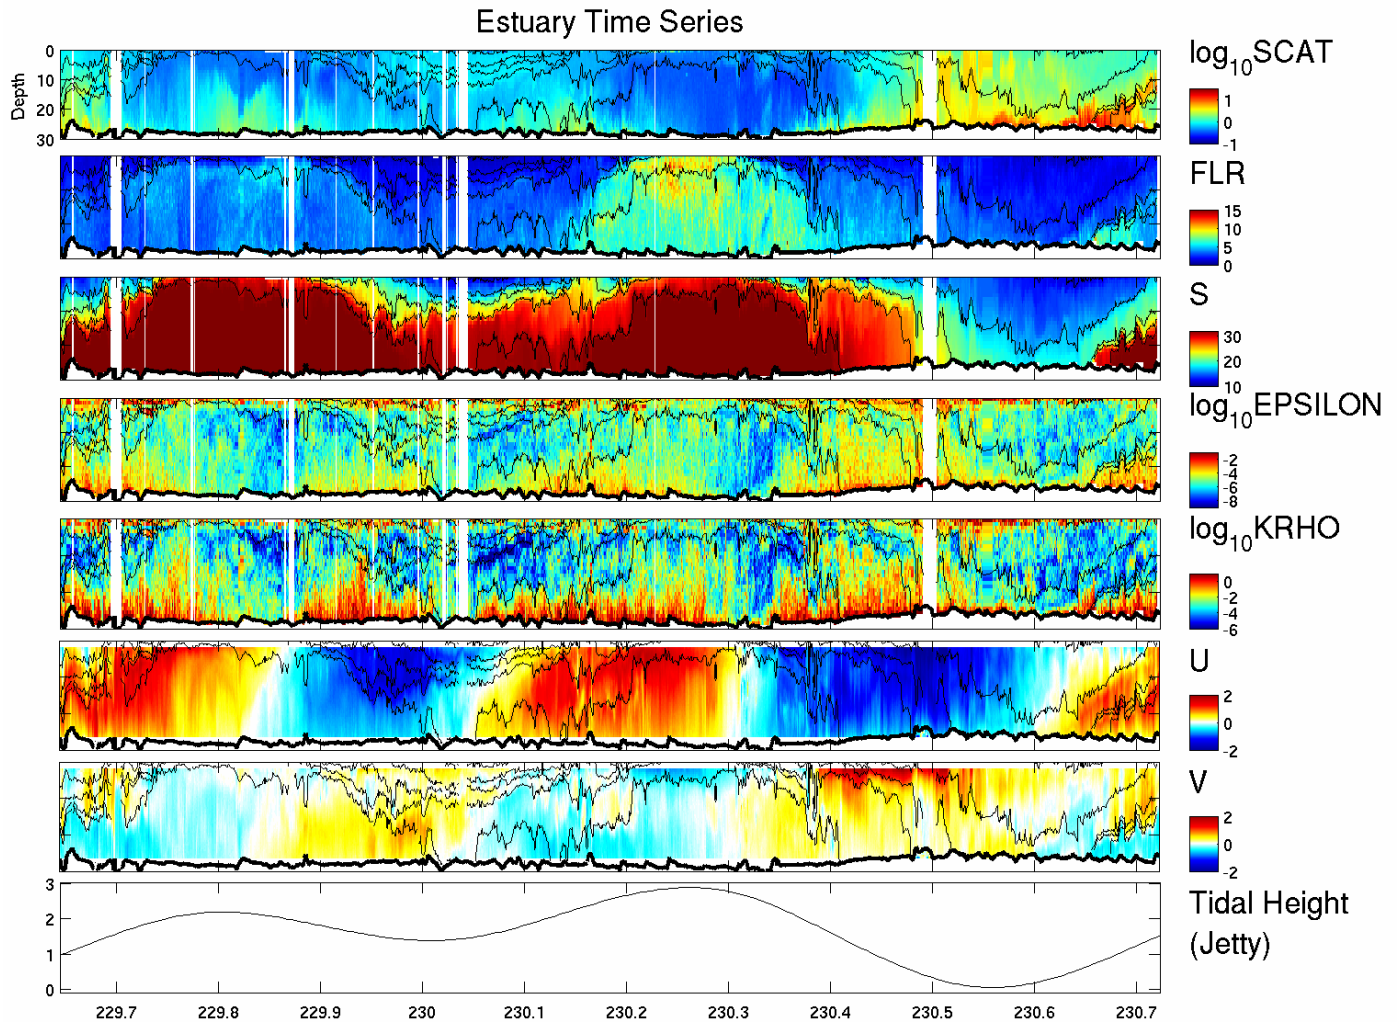 Estuary Time Series
Depth
0
10
20
30
log10SCAT
1
0
-1
FLR
15
10
5
0
S
30
20
10
log10EPSILON
-2
-4
-6
-8
log10KRHO
0
-2
-4
-6
U
2
0
-2
V
2
0
-2
3
2
1
0
Tidal Height
(Jetty)
229.7 229.8 229.9 230 230.1 230.2 230.3 230.4 230.5 230.6 230.7